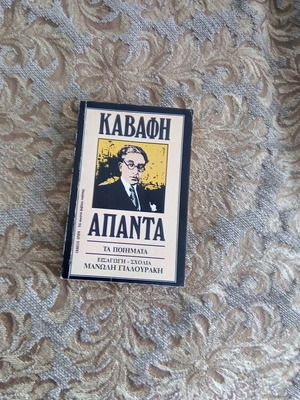 ΚΑΒΑΦΗ
ΑΠΑΝΤΑ
ΤΑ ΠΟΙΗΜΑΤΑ
ΕΙΣΑΓΩΓΗ - ΣΧΟΛΙΑ
ΜΑΝΩΛΗ ΓΙΑΛΟΥΡΑΚΗ